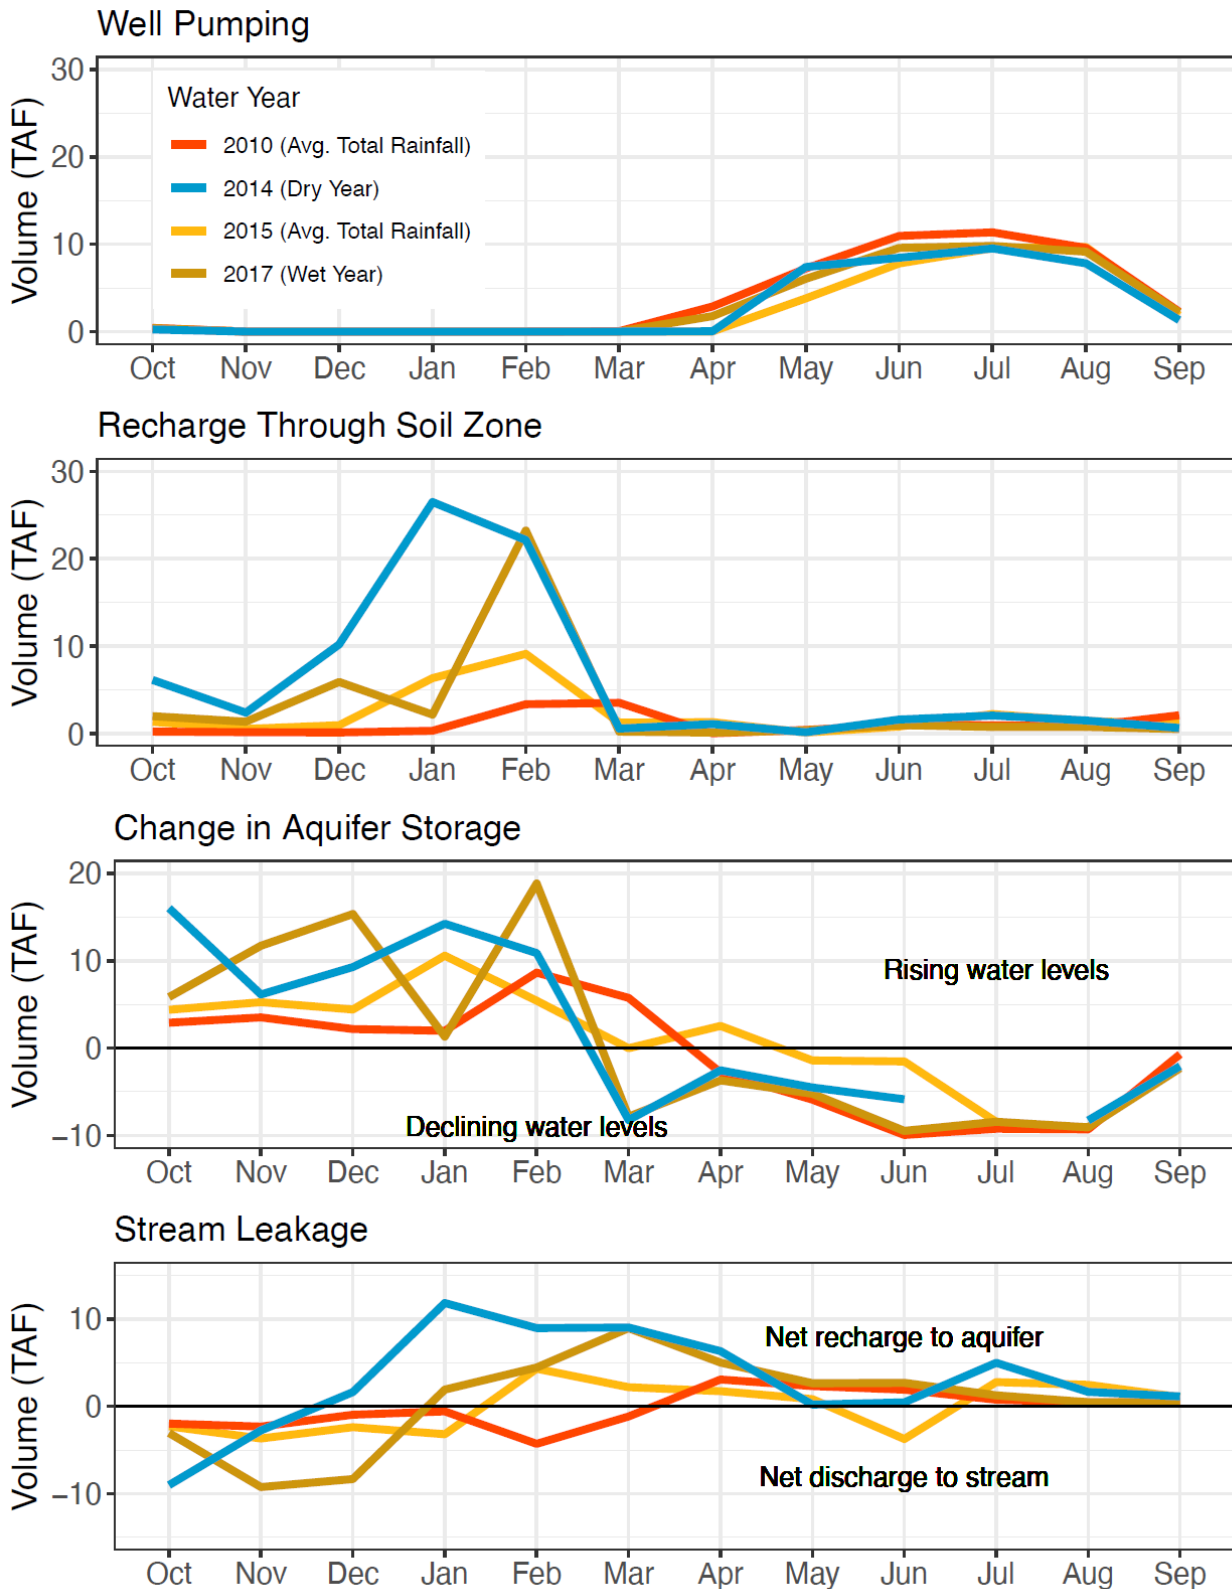 Well Pumping
Volume (TAF)
30
20
10
0
Water Year
2010 (Avg. Total Rainfall)
2014 (Dry Year)
2015 (Avg. Total Rainfall)
2017 (Wet Year)
Oct Nov Dec Jan Feb Mar Apr May Jun Jul Aug Sep
Recharge Through Soil Zone
Volume (TAF)
30
20
10
0
Oct Nov Dec Jan Feb Mar Apr May Jun Jul Aug Sep
Change in Aquifer Storage
Volume (TAF)
20
10
0
−10
Rising water levels
Declining water levels
Oct Nov Dec Jan Feb Mar Apr May Jun Jul Aug Sep
Stream Leakage
Volume (TAF)
10
0
−10
Net recharge to aquifer
Net discharge to stream
Oct Nov Dec Jan Feb Mar Apr May Jun Jul Aug Sep